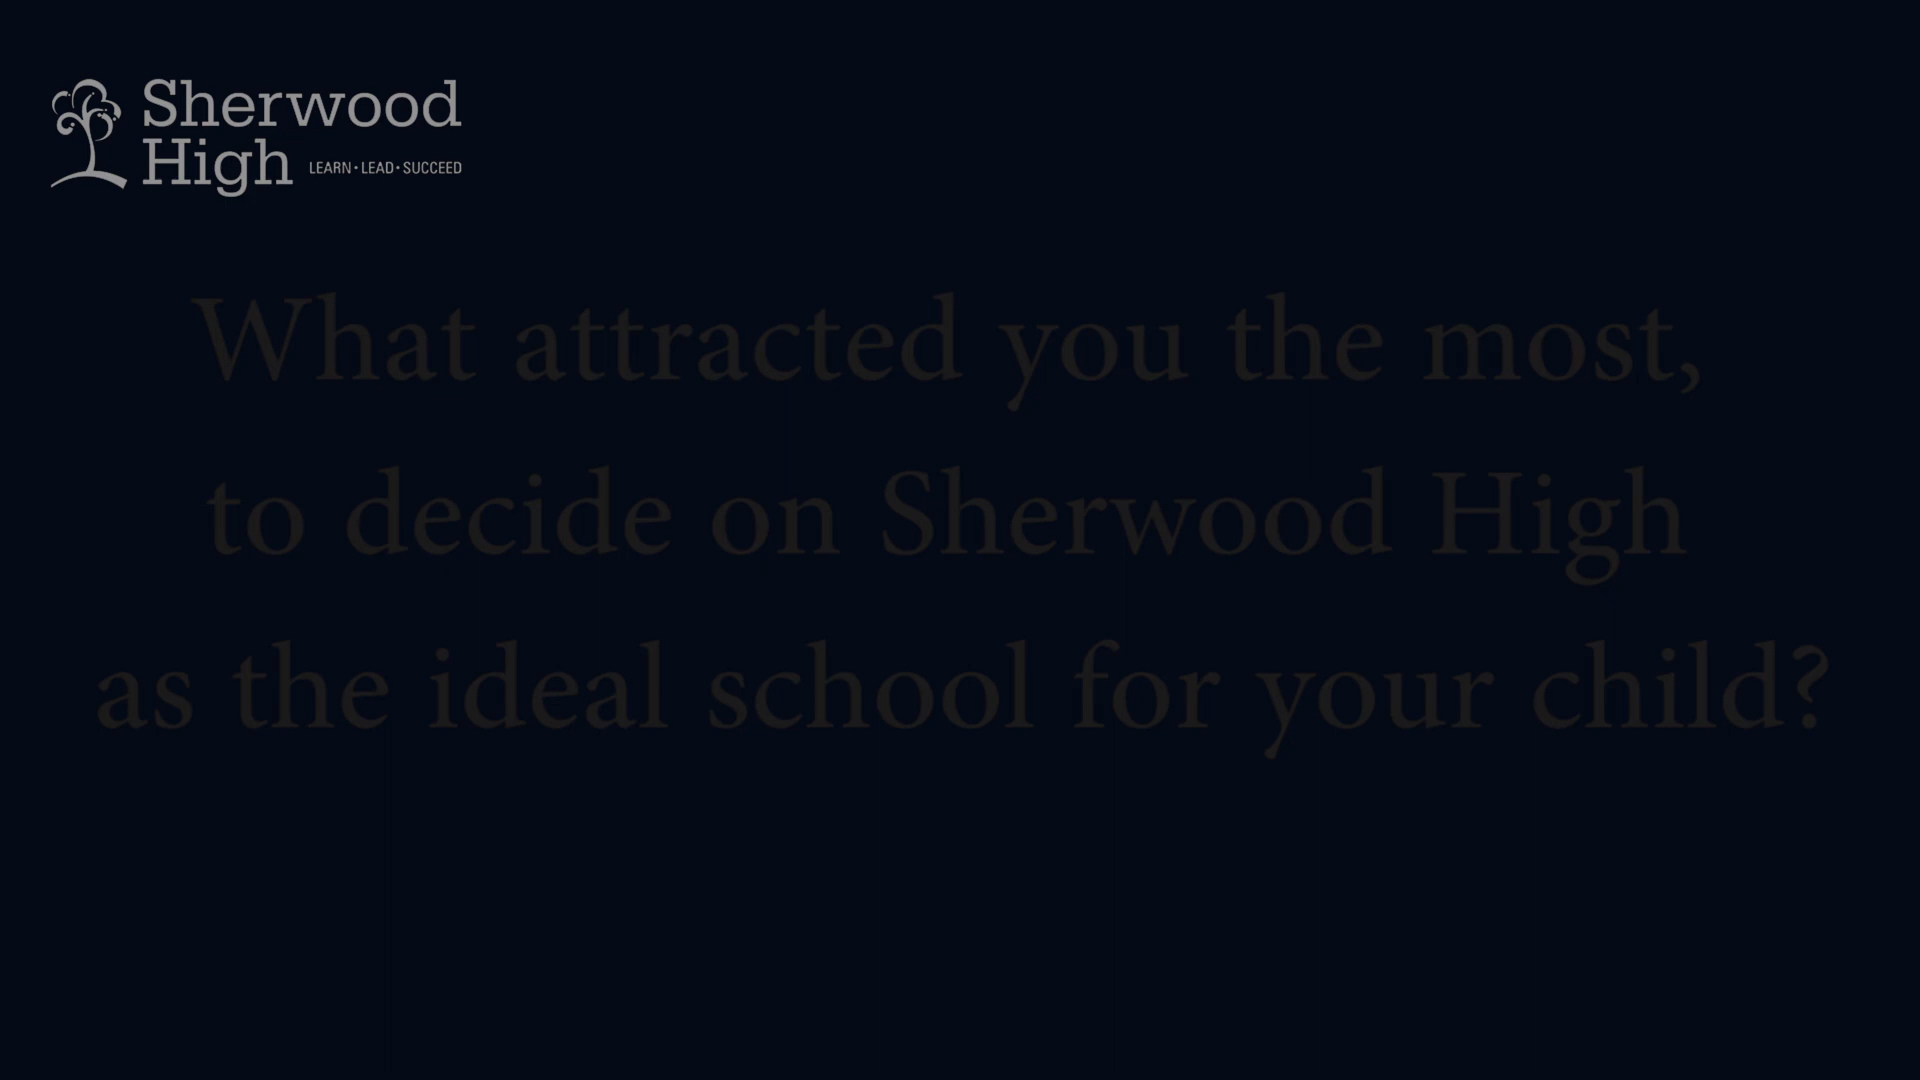 Sherwood
High LEARN • LEAD • SUCCEED
What attracted you the most,
to decide on Sherwood High
as the ideal school for your child?